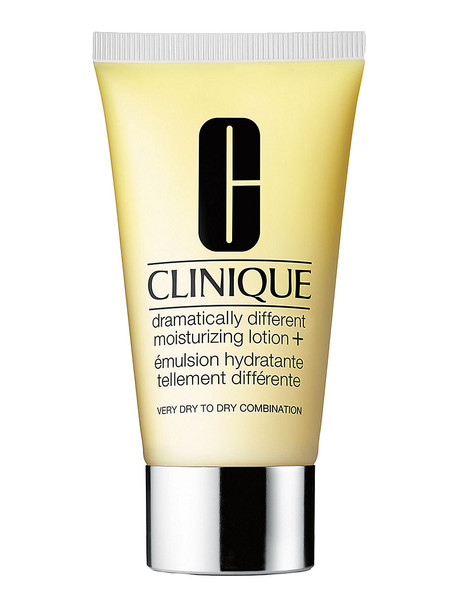 C
CLINIQUE
dramatically different
moisturizing lotion +
émulsion hydratante
tellement différente
VERY DRY TO DRY COMBINATION